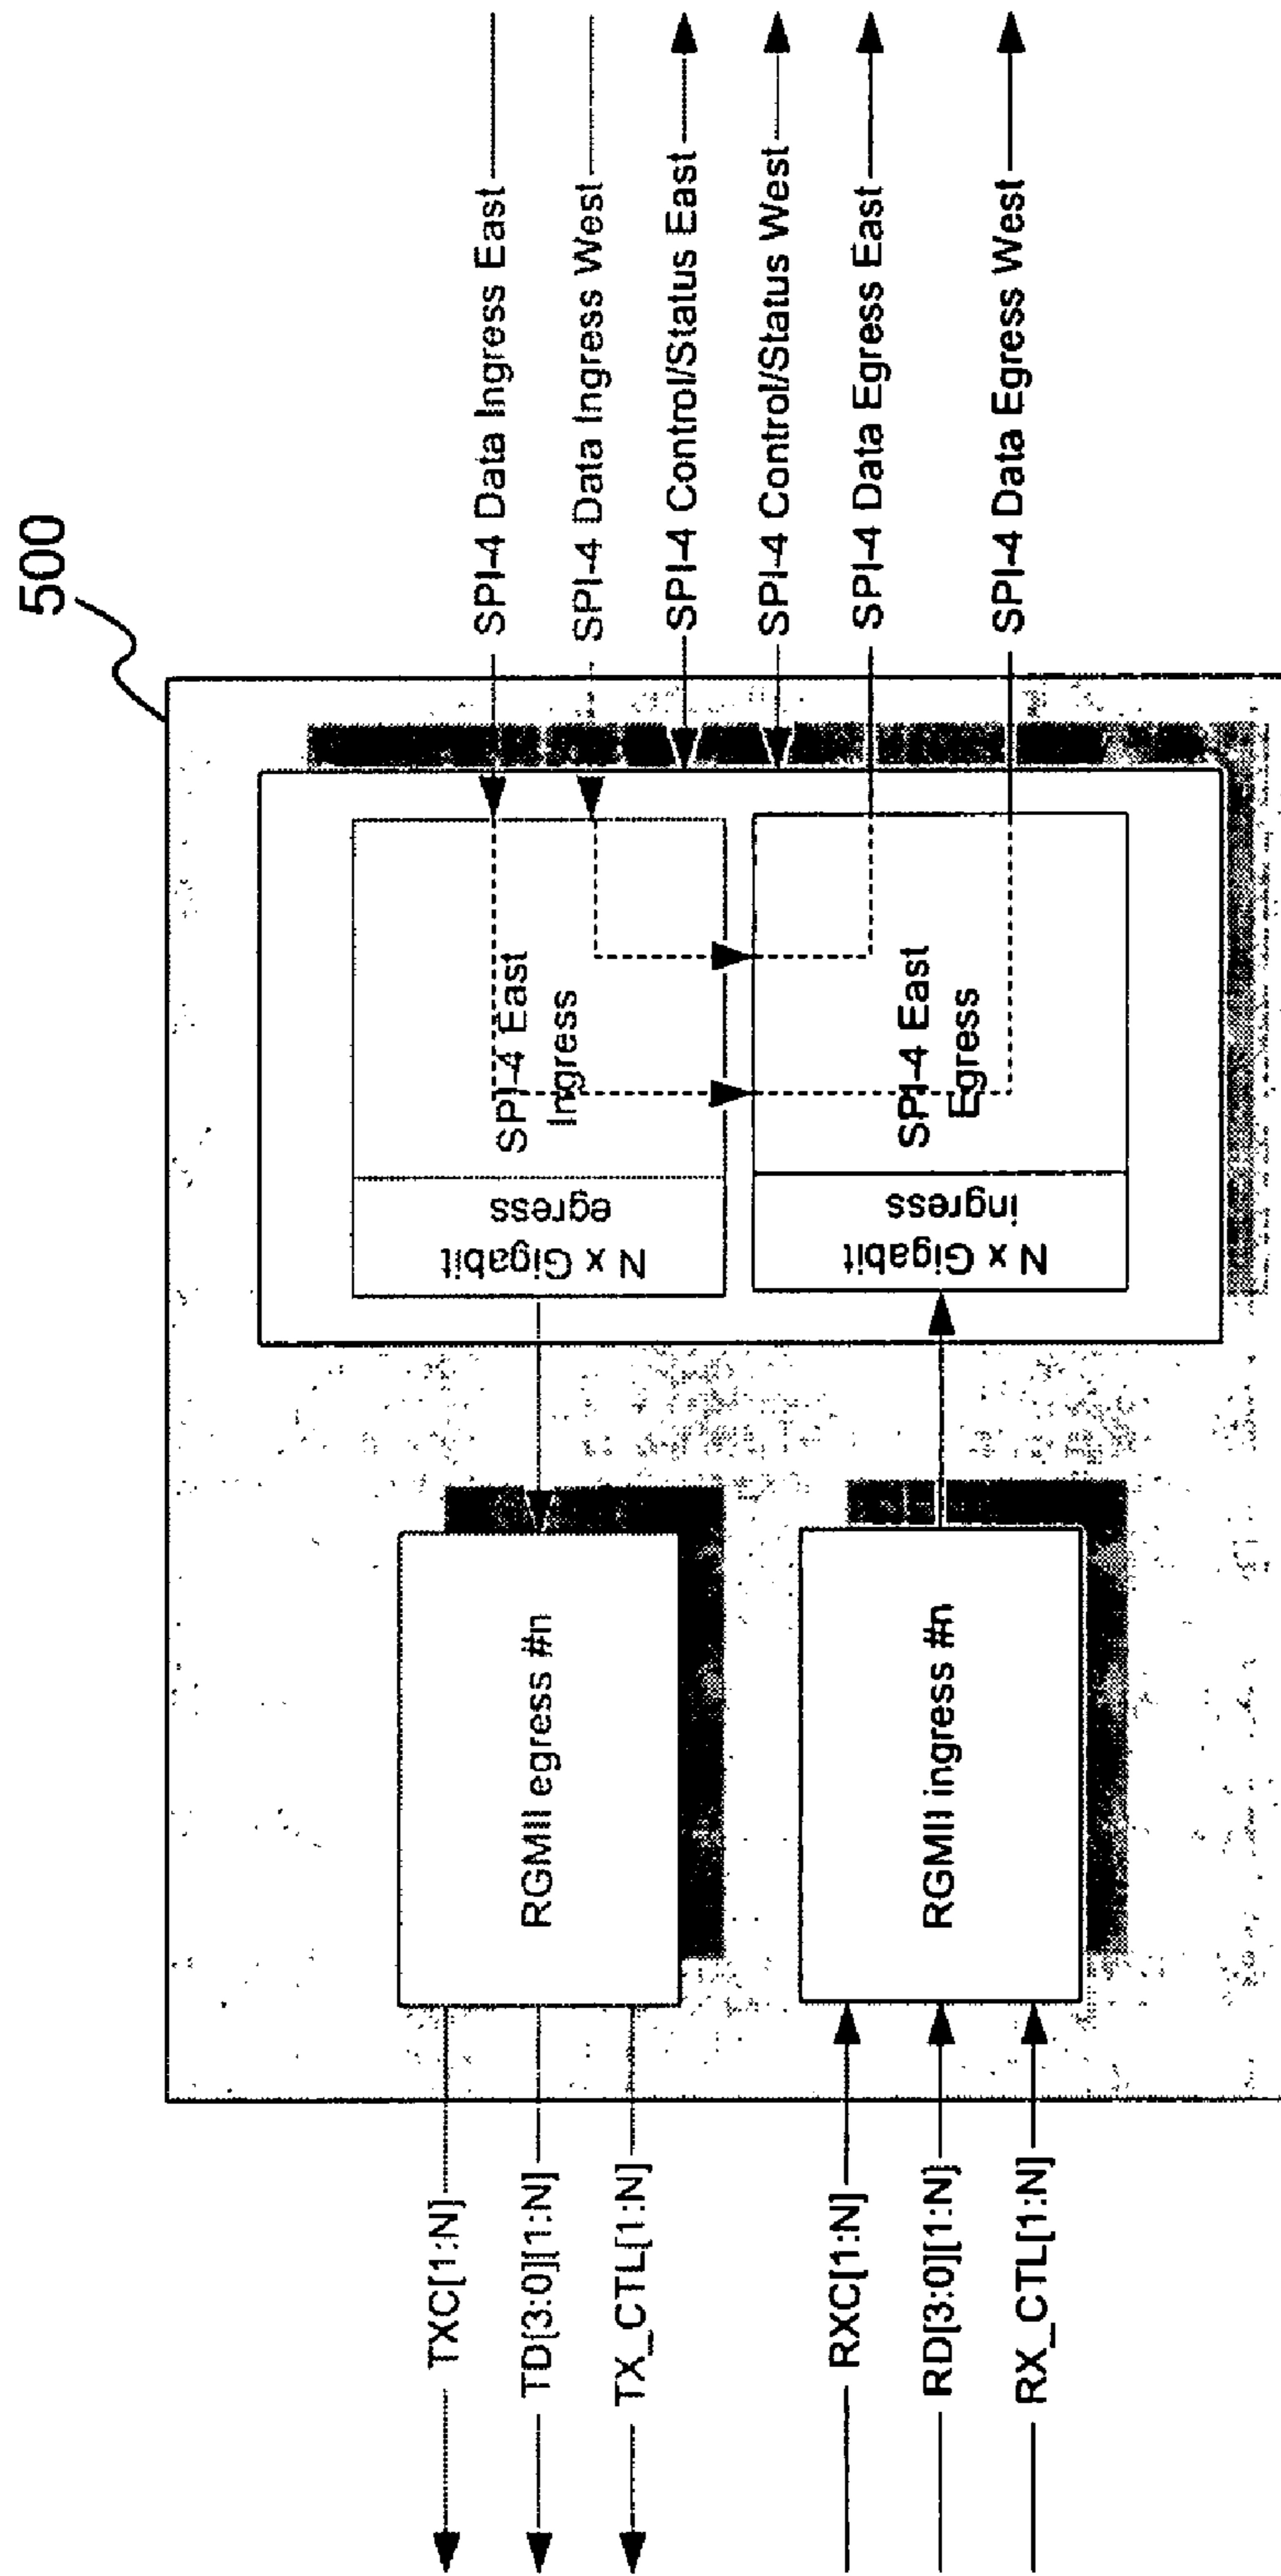 500
TXC[1:N]
TD[3:0][1:N]
TX_CTL[1:N]
RXC[1:N]
RD[3:0][1:N]
RX_CTL[1:N]
RGMII egress #n
RGMII ingress #n
N x Gigabit
egress
SPI-4 East
Ingress
N x Gigabit
ingress
SPI-4 East
Egress
SPI-4 Data Ingress East
SPI-4 Data Ingress West
SPI-4 Control/Status East
SPI-4 Control/Status West
SPI-4 Data Egress East
SPI-4 Data Egress West